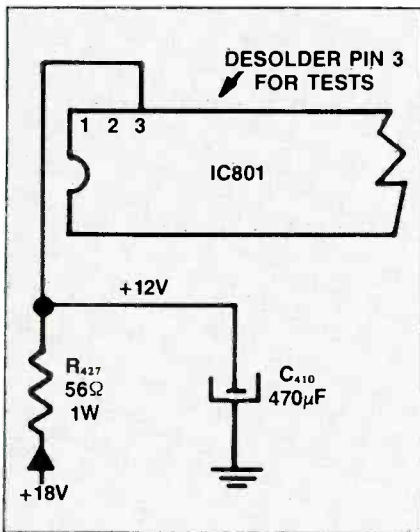 DESOLDER PIN 3
FOR TESTS
1 2 3
IC801
+12V
R₄₂₇
56Ω
1W
C₄₁₀
470µF
+18V